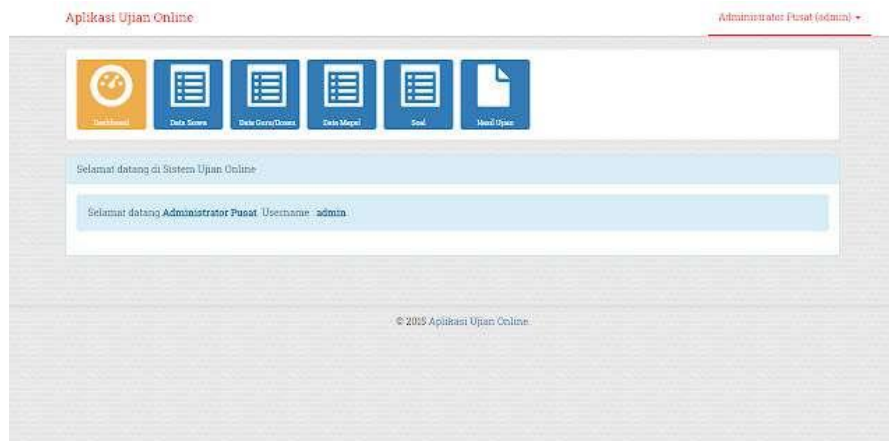 Aplikasi Ujian Online
Administrator Pusat (admin)
Dashboard
Data Siswa
Data Guru/Dosen
Data Mapel
Soal
Hasil Ujian
Selamat datang di Sistem Ujian Online
Selamat datang Administrator Pusat. Username : admin.
© 2015 Aplikasi Ujian Online.